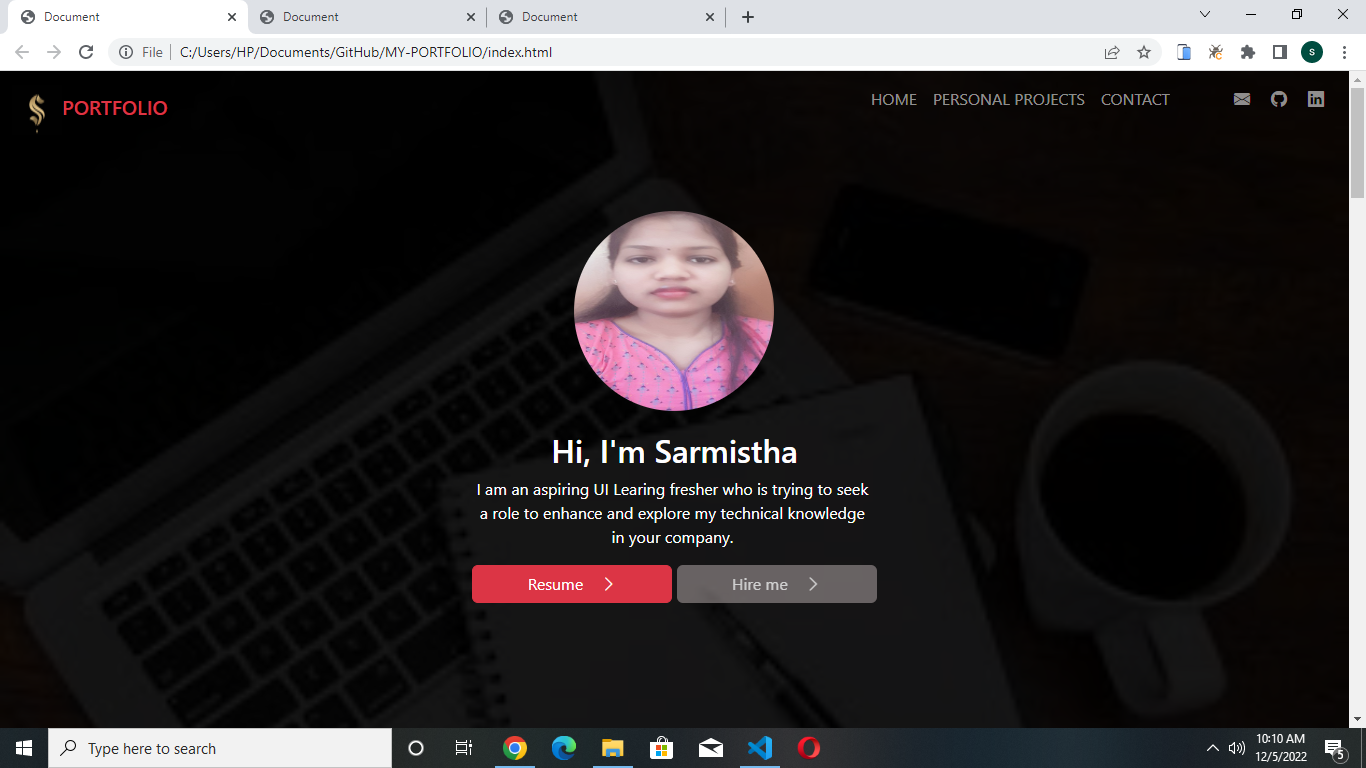 Document
Document
Document
File
C:/Users/HP/Documents/GitHub/MY-PORTFOLIO/index.html
S
PORTFOLIO
HOME PERSONAL PROJECTS CONTACT
Hi, I'm Sarmistha
I am an aspiring UI Learing fresher who is trying to seek
a role to enhance and explore my technical knowledge
in your company.
Resume
Hire me
Type here to search
10:10 AM
12/5/2022
5